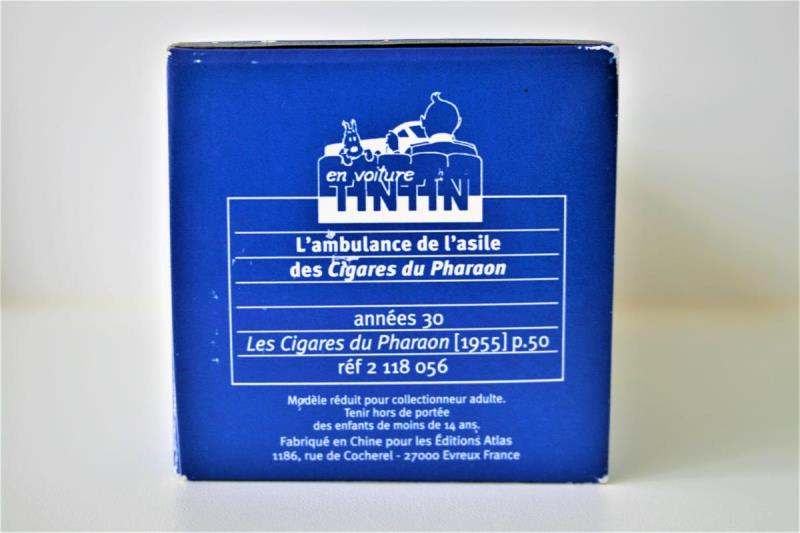 en voiture
TINTIN
L'ambulance de l'asile
des Cigares du Pharaon
années 30
Les Cigares du Pharaon [1955] p.50
réf 2 118 056
Modèle réduit pour collectionneur adulte.
Tenir hors de portée
des enfants de moins de 14 ans.
Fabriqué en Chine pour les Éditions Atlas
1186, rue de Cocherel - 27000 Evreux France